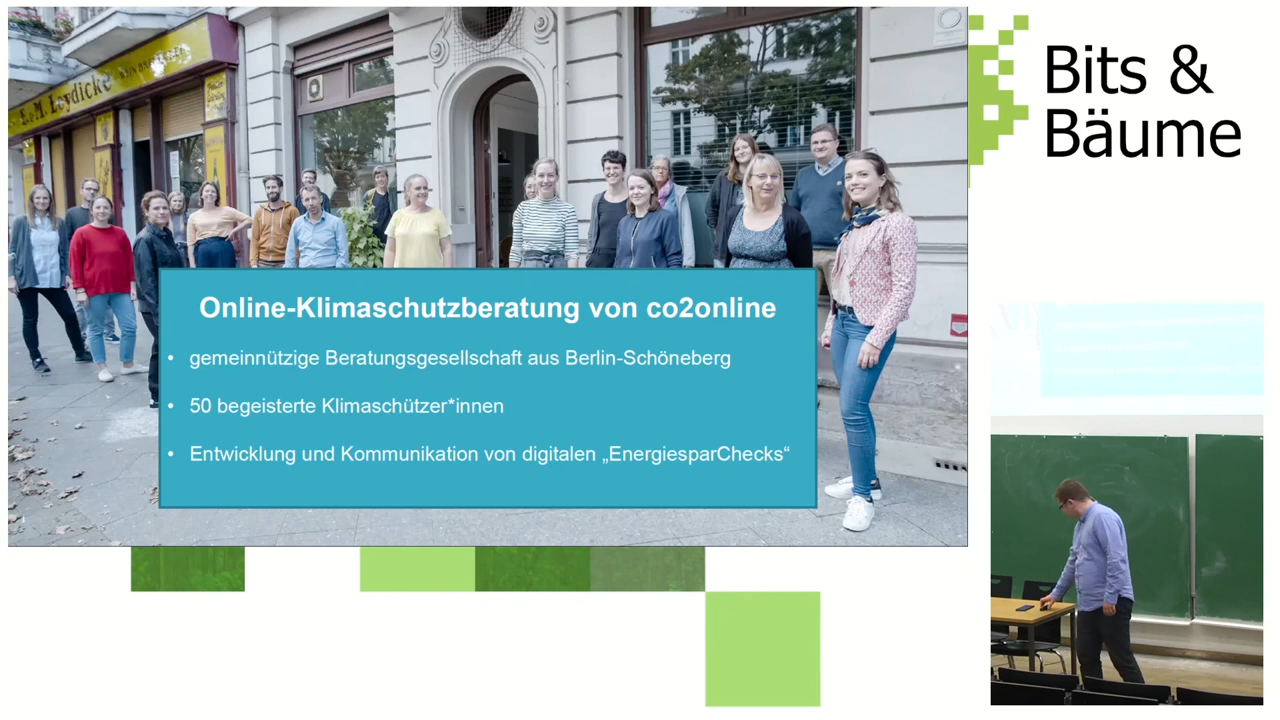 E.&M. Leydicke
Bits &
Bäume
Online-Klimaschutzberatung von co2online
• gemeinnützige Beratungsgesellschaft aus Berlin-Schöneberg
• 50 begeisterte Klimaschützer*innen
• Entwicklung und Kommunikation von digitalen „EnergiesparChecks“